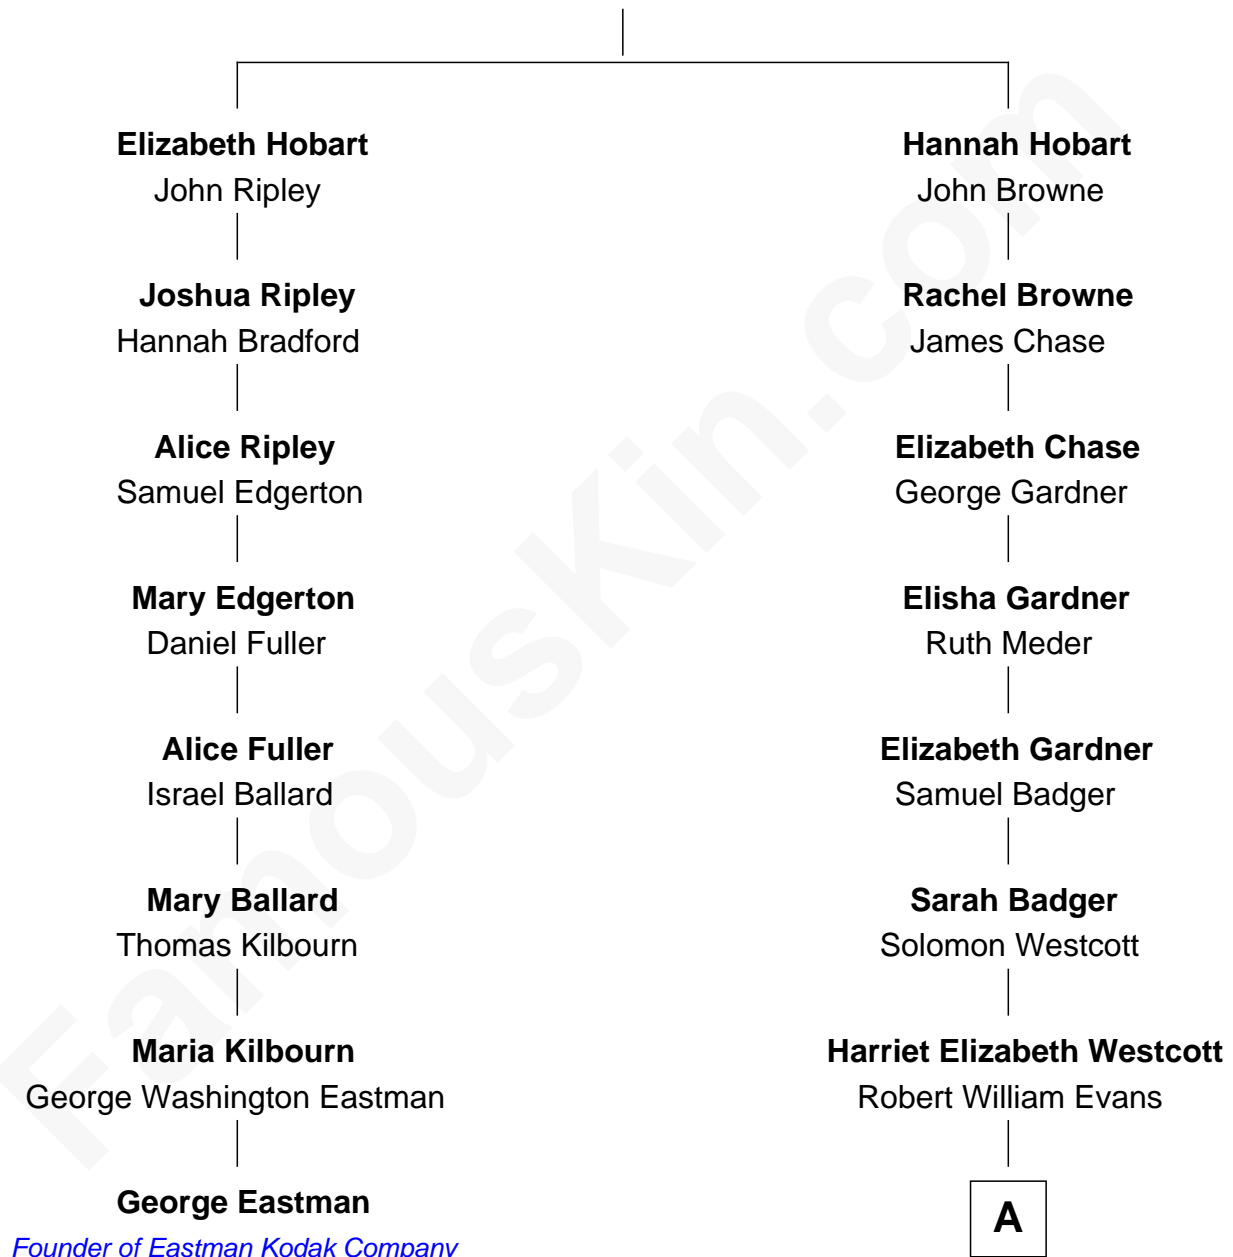 Elizabeth Hobart
John Ripley
Joshua Ripley
Hannah Bradford
Alice Ripley
Samuel Edgerton
Mary Edgerton
Daniel Fuller
Alice Fuller
Israel Ballard
Mary Ballard
Thomas Kilbourn
Maria Kilbourn
George Washington Eastman
George Eastman
Founder of Eastman Kodak Company
Hannah Hobart
John Browne
Rachel Browne
James Chase
Elizabeth Chase
George Gardner
Elisha Gardner
Ruth Meder
Elizabeth Gardner
Samuel Badger
Sarah Badger
Solomon Westcott
Harriet Elizabeth Westcott
Robert William Evans
A
FamousKin.com